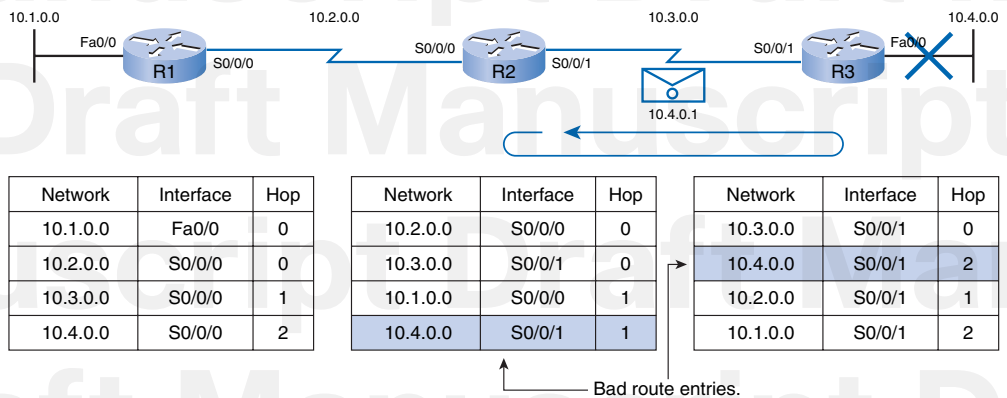 10.1.0.0 10.2.0.0 10.3.0.0 10.4.0.0
Fa0/0 R1 S0/0/0 S0/0/0 R2 S0/0/1 S0/0/1 R3 Fa0/0
10.4.0.1
Draft Manuscript
Network Interface Hop
10.1.0.0 Fa0/0 0
10.2.0.0 S0/0/0 0
10.3.0.0 S0/0/0 1
10.4.0.0 S0/0/0 2
Network Interface Hop
10.2.0.0 S0/0/0 0
10.3.0.0 S0/0/1 0
10.1.0.0 S0/0/0 1
10.4.0.0 S0/0/1 1
Network Interface Hop
10.3.0.0 S0/0/1 0
10.4.0.0 S0/0/1 2
10.2.0.0 S0/0/1 1
10.1.0.0 S0/0/1 2
uscript Draft Ma
Bad route entries.
aft Manuscript D